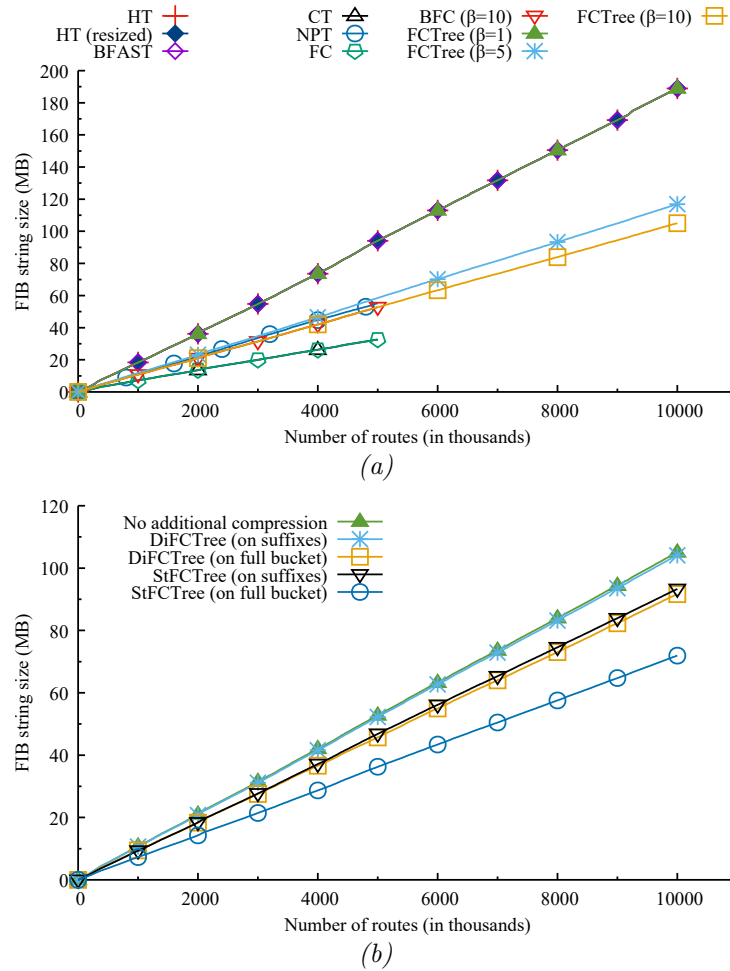 HT CT BFC (β=10) FCTree (β=10)
HT (resized) NPT FCTree (β=1)
BFAST FC FCTree (β=5)
200
180
160
140
120
100
80
60
40
20
0
FIB string size (MB)
0 2000 4000 6000 8000 10000
Number of routes (in thousands)
(a)
120
100
80
60
40
20
0
FIB string size (MB)
No additional compression
DiFCTree (on suffixes)
DiFCTree (on full bucket)
StFCTree (on suffixes)
StFCTree (on full bucket)
0 2000 4000 6000 8000 10000
Number of routes (in thousands)
(b)